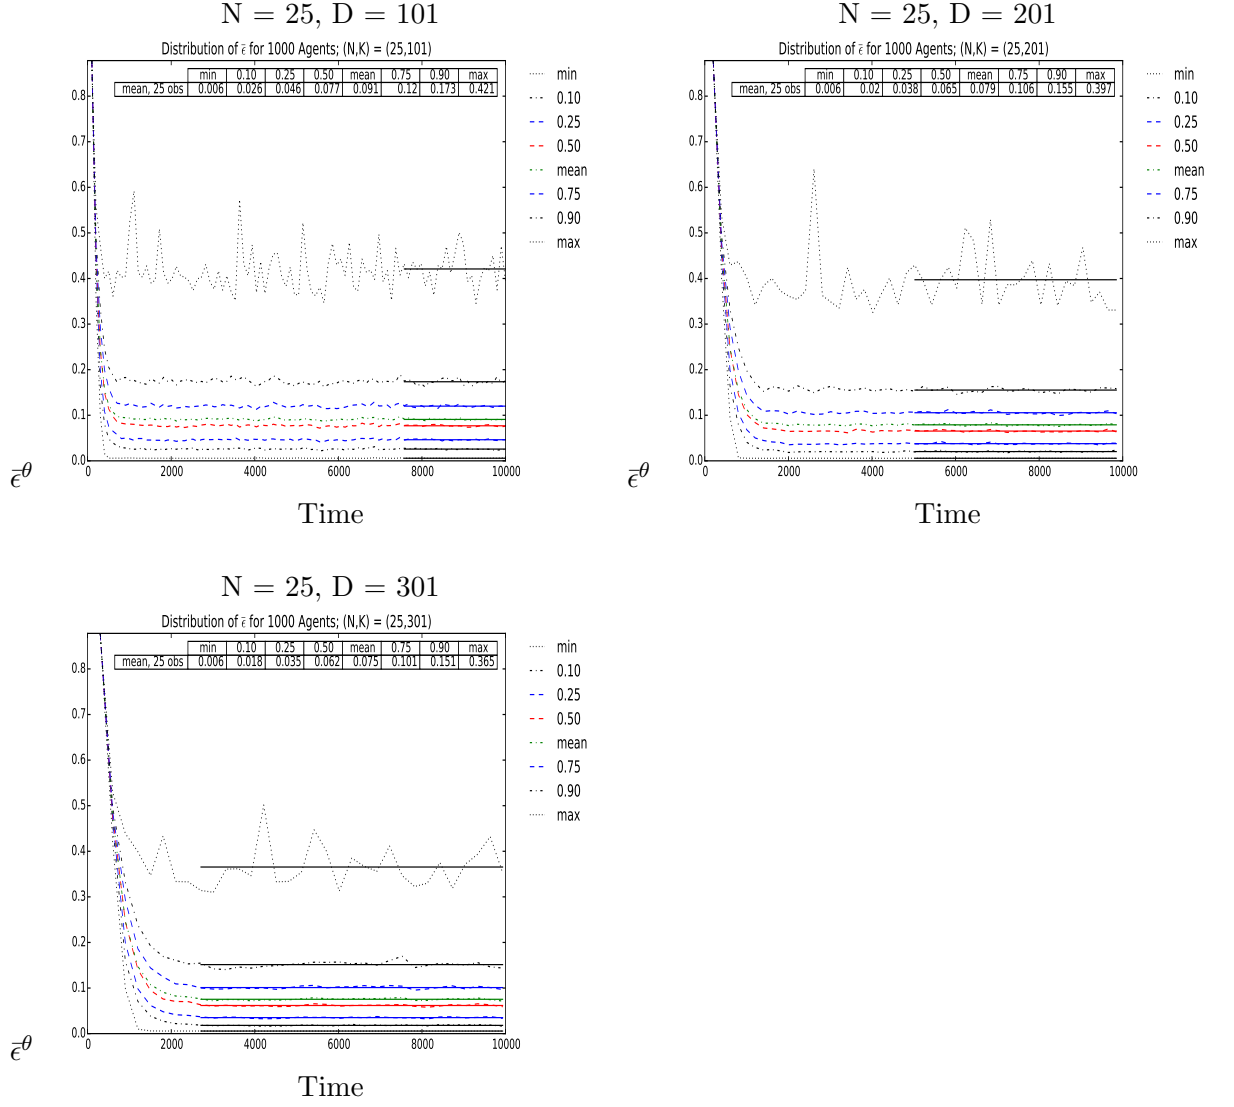 N = 25, D = 101
Distribution of ε̄ for 1000 Agents; (N,K) = (25,101)
min 0.10 0.25 0.50 mean 0.75 0.90 max
mean, 25 obs 0.006 0.026 0.046 0.077 0.091 0.12 0.173 0.421
0.8
0.7
0.6
0.5
0.4
0.3
0.2
0.1
0.0
0 2000 4000 6000 8000 10000
min
0.10
0.25
0.50
mean
0.75
0.90
max
ϵ̄^θ
Time
N = 25, D = 201
Distribution of ε̄ for 1000 Agents; (N,K) = (25,201)
min 0.10 0.25 0.50 mean 0.75 0.90 max
mean, 25 obs 0.006 0.02 0.038 0.065 0.079 0.106 0.155 0.397
0.8
0.7
0.6
0.5
0.4
0.3
0.2
0.1
0.0
0 2000 4000 6000 8000 10000
min
0.10
0.25
0.50
mean
0.75
0.90
max
ϵ̄^θ
Time
N = 25, D = 301
Distribution of ε̄ for 1000 Agents; (N,K) = (25,301)
min 0.10 0.25 0.50 mean 0.75 0.90 max
mean, 25 obs 0.006 0.018 0.035 0.062 0.075 0.101 0.151 0.365
0.8
0.7
0.6
0.5
0.4
0.3
0.2
0.1
0.0
0 2000 4000 6000 8000 10000
min
0.10
0.25
0.50
mean
0.75
0.90
max
ϵ̄^θ
Time